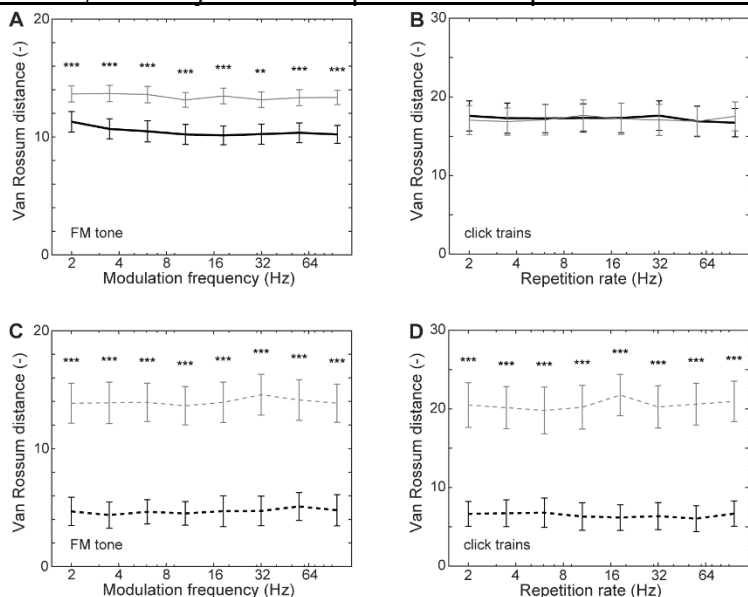 A
B
20
*** *** *** *** *** ** *** ***
10
0
Van Rossum distance (-)
FM tone
2 4 8 16 32 64
Modulation frequency (Hz)
30
20
10
0
Van Rossum distance (-)
click trains
2 4 8 16 32 64
Repetition rate (Hz)
C
D
20
*** *** *** *** *** *** *** ***
10
0
Van Rossum distance (-)
FM tone
2 4 8 16 32 64
Modulation frequency (Hz)
30
*** *** *** *** *** *** *** ***
20
10
0
Van Rossum distance (-)
click trains
2 4 8 16 32 64
Repetition rate (Hz)